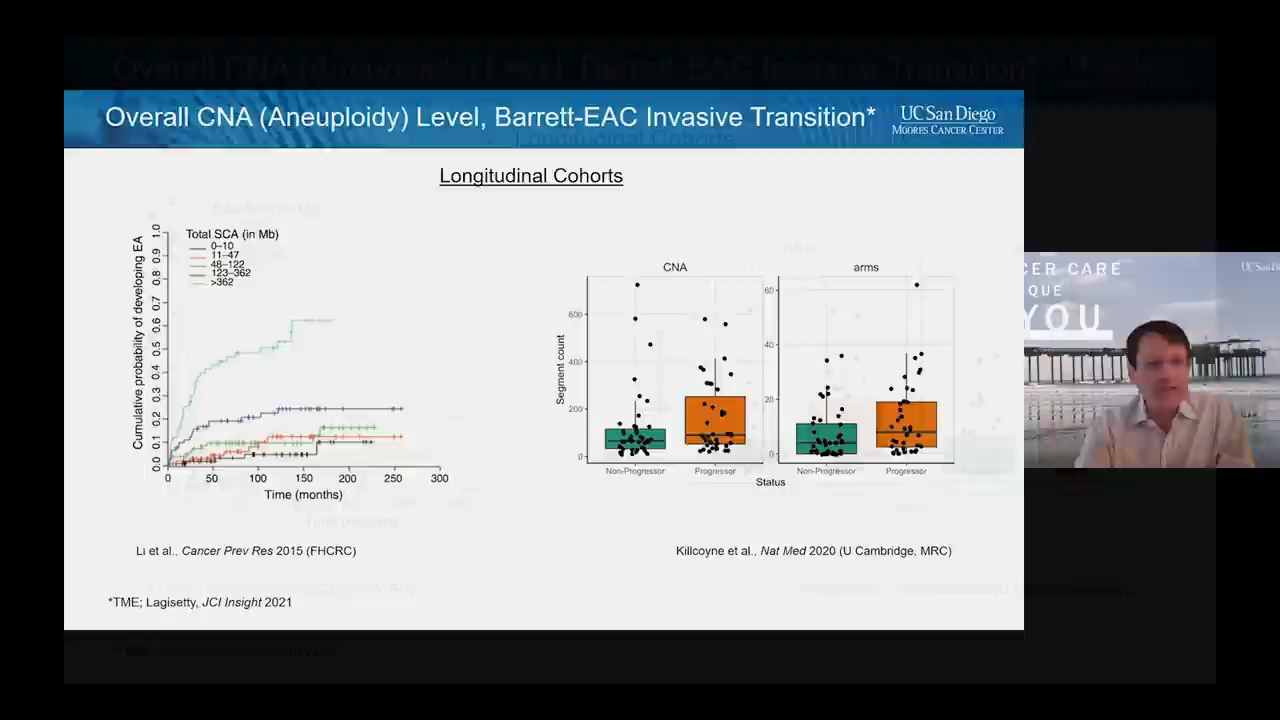 Overall CNA (Aneuploidy) Level, Barrett-EAC Invasive Transition*
UC San Diego
MOORES CANCER CENTER
Longitudinal Cohorts
Total SCA (in Mb)
0–10
11–47
48–122
123–362
>362
Cumulative probability of developing EA
1.0
0.9
0.8
0.7
0.6
0.5
0.4
0.3
0.2
0.1
0.0
0 50 100 150 200 250 300
Time (months)
CNA
arms
Segment count
600
400
200
0
60
40
20
0
Non-Progressor Progressor Non-Progressor Progressor
Status
Li et al., Cancer Prev Res 2015 (FHCRC)
Killcoyne et al., Nat Med 2020 (U Cambridge, MRC)
*TME; Lagisetty, JCI Insight 2021
CER CARE
QUE
YOU